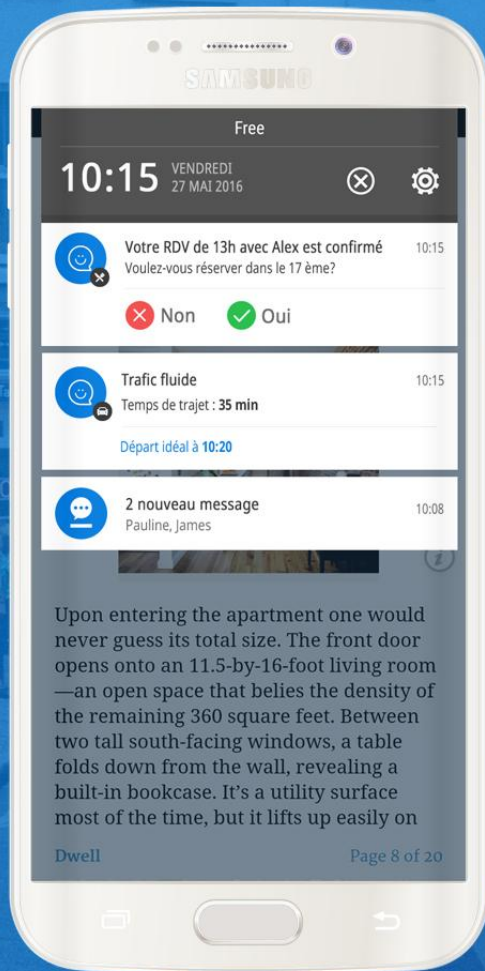 SAMSUNG
Free
10:15
VENDREDI
27 MAI 2016
Votre RDV de 13h avec Alex est confirmé
10:15
Voulez-vous réserver dans le 17 ème?
Non
Oui
Trafic fluide
10:15
Temps de trajet : 35 min
Départ idéal à 10:20
2 nouveau message
10:08
Pauline, James
Upon entering the apartment one would
never guess its total size. The front door
opens onto an 11.5-by-16-foot living room
—an open space that belies the density of
the remaining 360 square feet. Between
two tall south-facing windows, a table
folds down from the wall, revealing a
built-in bookcase. It’s a utility surface
most of the time, but it lifts up easily on
Dwell
Page 8 of 20